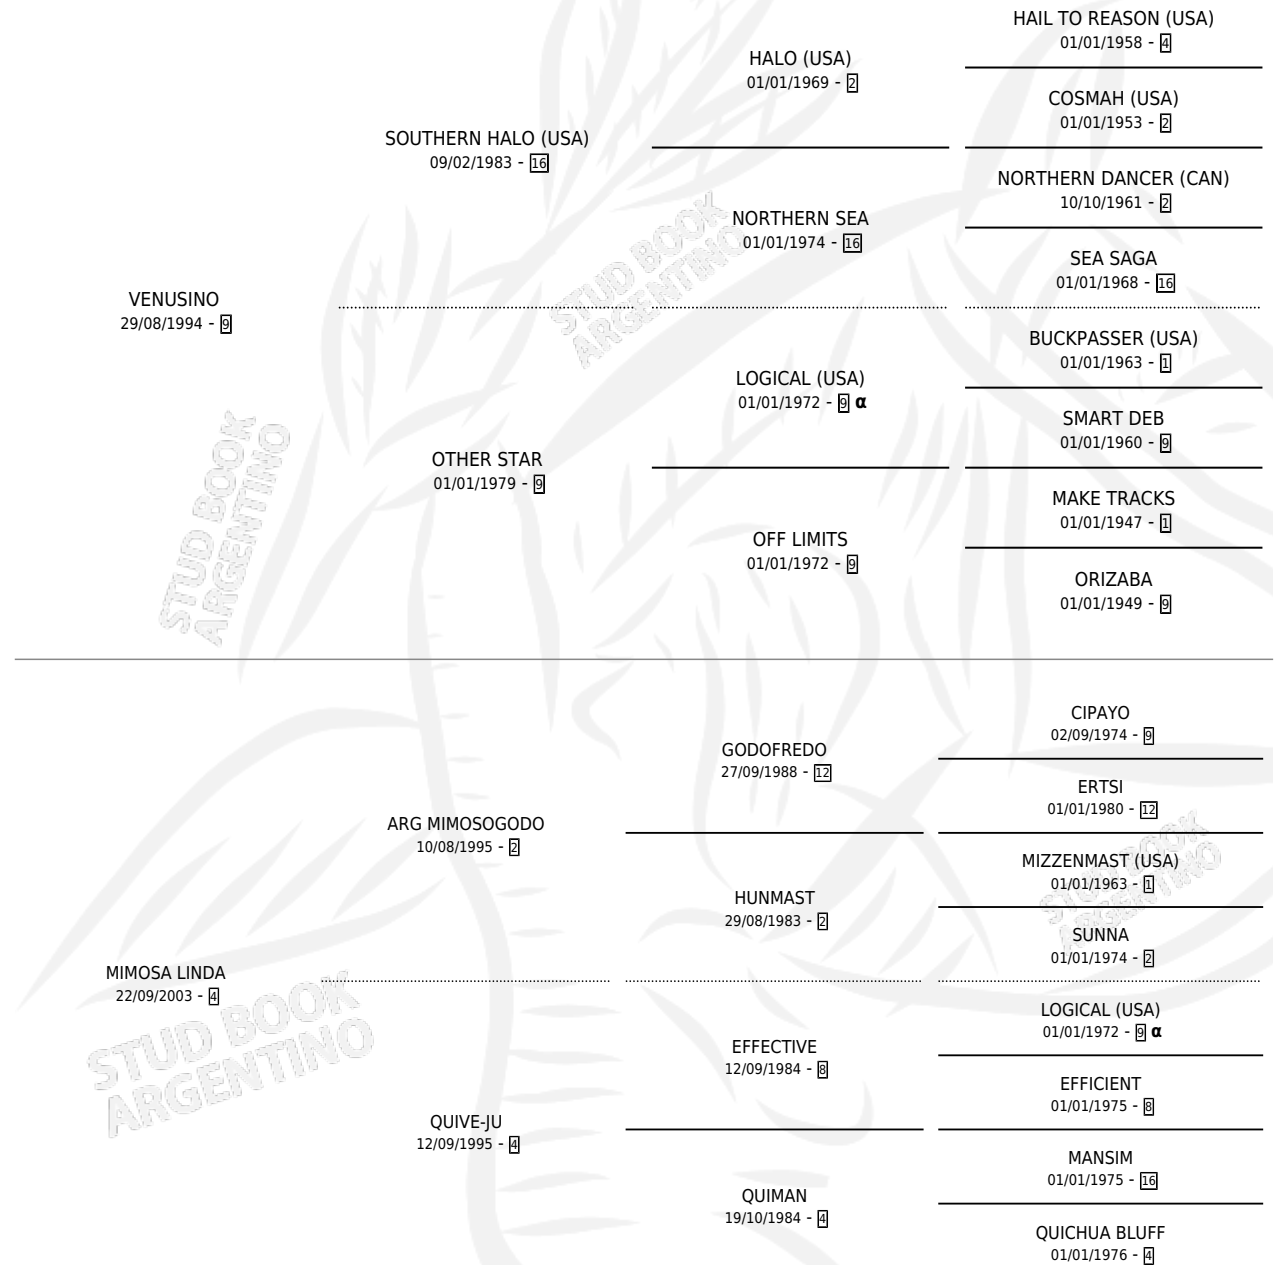 HAIL TO REASON (USA)
01/01/1958 - 4
HALO (USA)
01/01/1969 - 2
COSMAH (USA)
01/01/1953 - 2
SOUTHERN HALO (USA)
09/02/1983 - 16
NORTHERN DANCER (CAN)
10/10/1961 - 2
NORTHERN SEA
01/01/1974 - 16
SEA SAGA
01/01/1968 - 16
STUD BOOK
ARGENTINO
VENUSINO
29/08/1994 - 9
BUCKPASSER (USA)
01/01/1963 - 1
LOGICAL (USA)
01/01/1972 - 9 α
SMART DEB
01/01/1960 - 9
OTHER STAR
01/01/1979 - 9
MAKE TRACKS
01/01/1947 - 1
OFF LIMITS
01/01/1972 - 9
ORIZABA
01/01/1949 - 9
STUD BOOK
ARGENTINO
CIPAYO
02/09/1974 - 9
GODOFREDO
27/09/1988 - 12
ERTSI
01/01/1980 - 12
ARG MIMOSOGODO
10/08/1995 - 2
MIZZENMAST (USA)
01/01/1963 - 1
HUNMAST
29/08/1983 - 2
SUNNA
01/01/1974 - 2
STUD BOOK
ARGENTINO
MIMOSA LINDA
22/09/2003 - 4
LOGICAL (USA)
01/01/1972 - 9 α
EFFECTIVE
12/09/1984 - 8
EFFICIENT
01/01/1975 - 8
STUD BOOK
ARGENTINO
QUIVE-JU
12/09/1995 - 4
MANSIM
01/01/1975 - 16
QUIMAN
19/10/1984 - 4
QUICHUA BLUFF
01/01/1976 - 4